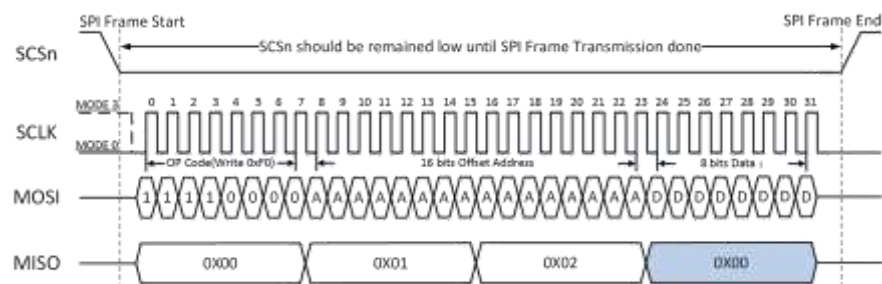 SPI Frame Start SPI Frame End
SCSn SCSn should be remained low until SPI Frame Transmission done
MODE 3 0 1 2 3 4 5 6 7 8 9 10 11 12 13 14 15 16 17 18 19 20 21 22 23 24 25 26 27 28 29 30 31
SCLK
MODE 0 OP Code(Write 0xF0) 16 bits Offset Address 8 bits Data
MOSI 1 1 1 1 0 0 0 0 A A A A A A A A A A A A A A A A D D D D D D D D
MISO 0X00 0X01 0X02 0X00